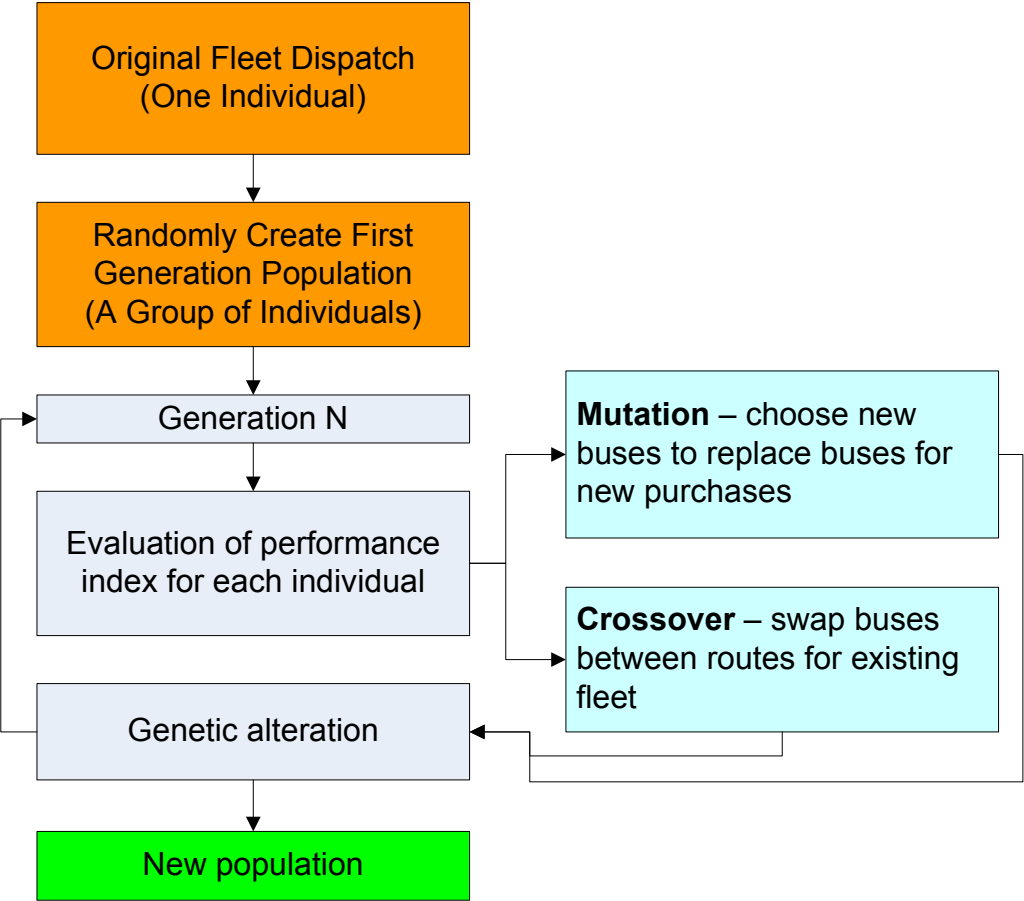 Original Fleet Dispatch
(One Individual)
Randomly Create First
Generation Population
(A Group of Individuals)
Generation N
Evaluation of performance
index for each individual
Mutation – choose new
buses to replace buses for
new purchases
Crossover – swap buses
between routes for existing
fleet
Genetic alteration
New population